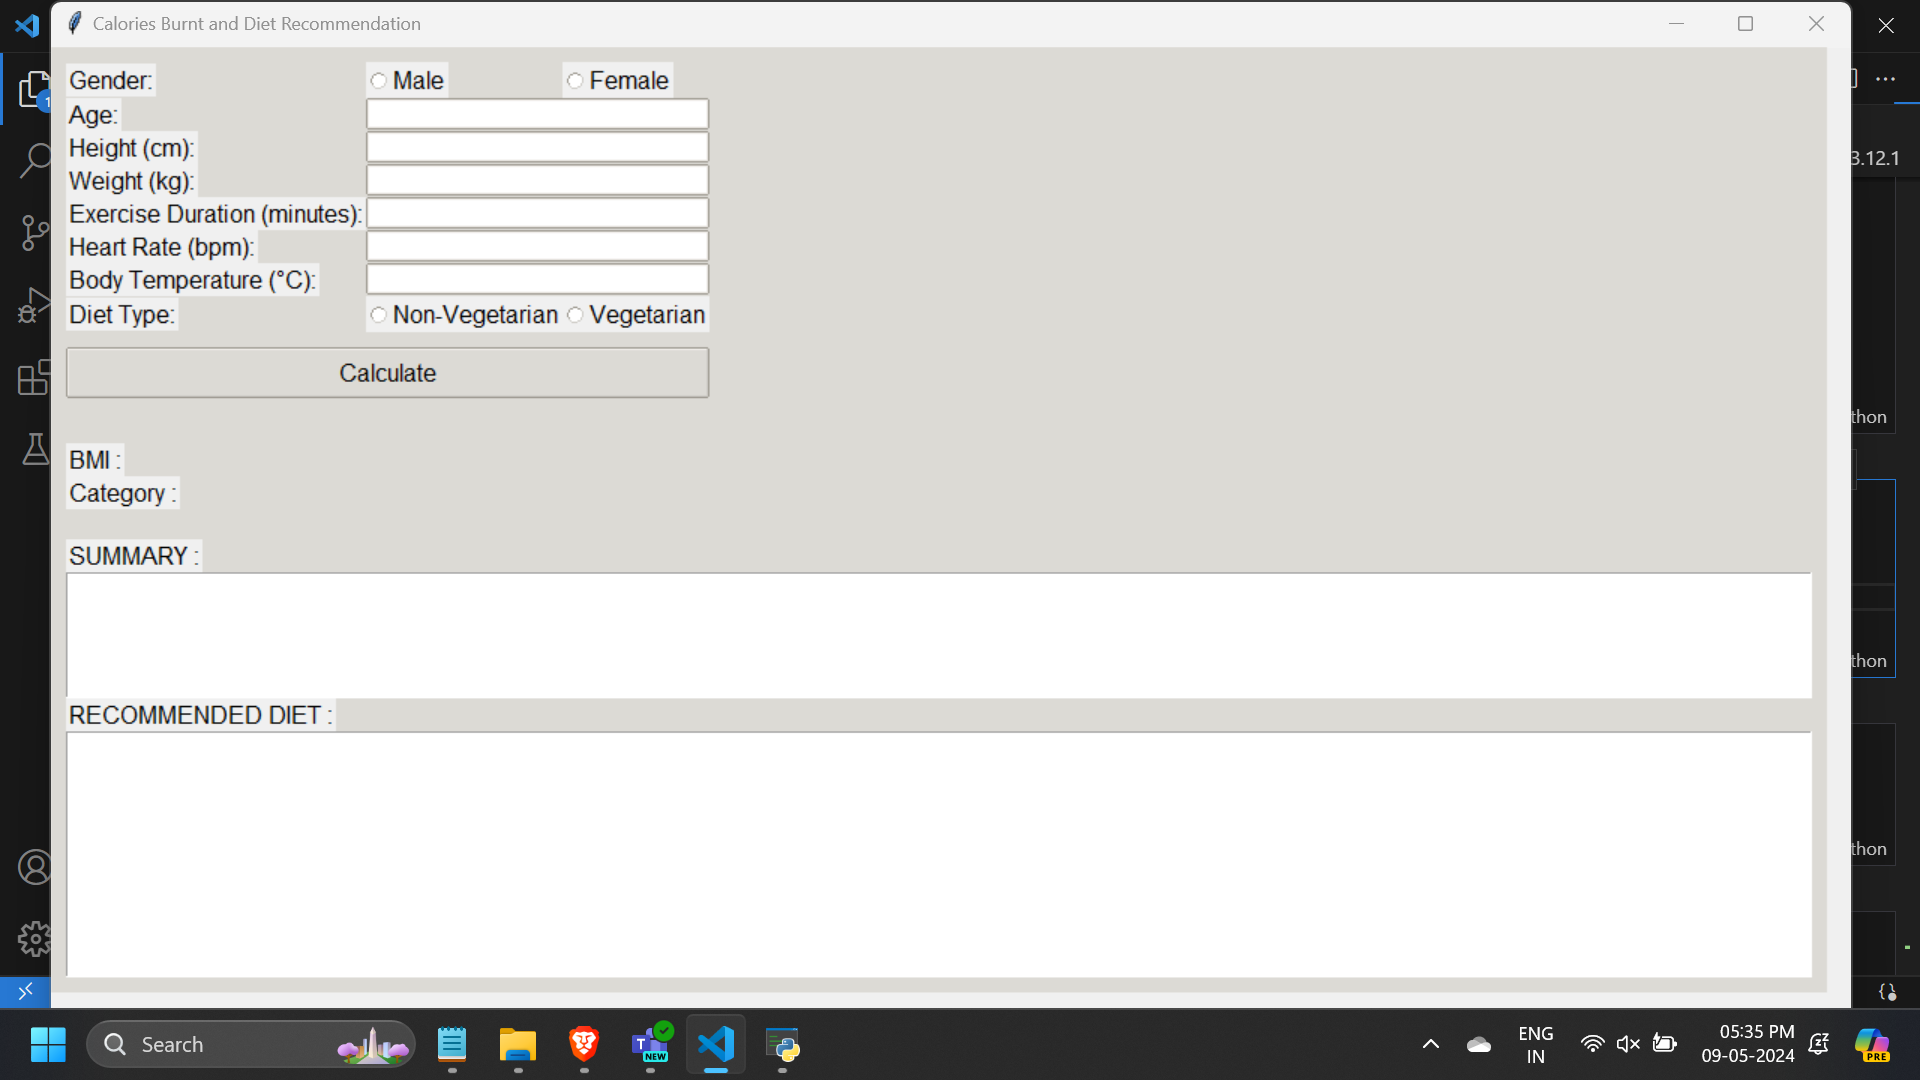 Calories Burnt and Diet Recommendation
Gender: Male Female
Age:
Height (cm):
3.12.1
Weight (kg):
Exercise Duration (minutes):
Heart Rate (bpm):
Body Temperature (°C):
Diet Type: Non-Vegetarian Vegetarian
Calculate
thon
BMI :
Category :
SUMMARY :
thon
RECOMMENDED DIET :
thon
Search
NEW
ENG
IN
05:35 PM
09-05-2024
PRE